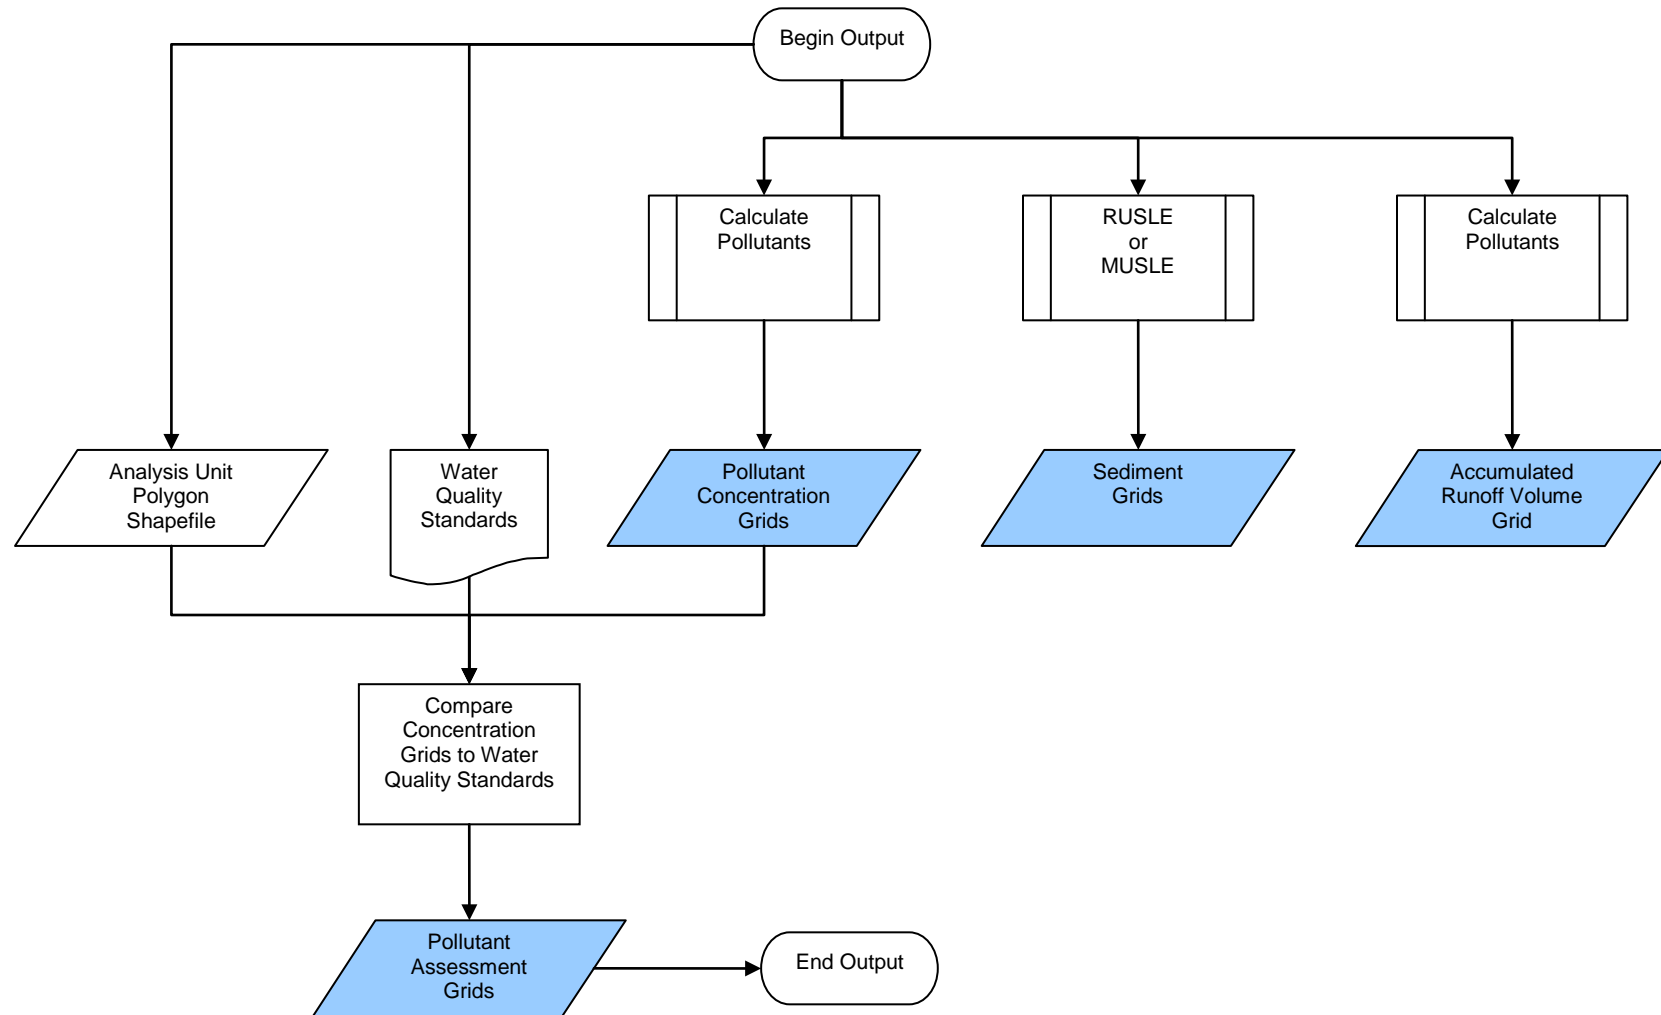 Begin Output
Calculate
Pollutants
RUSLE
or
MUSLE
Calculate
Pollutants
Analysis Unit
Polygon
Shapefile
Water
Quality
Standards
Pollutant
Concentration
Grids
Sediment
Grids
Accumulated
Runoff Volume
Grid
Compare
Concentration
Grids to Water
Quality Standards
Pollutant
Assessment
Grids
End Output